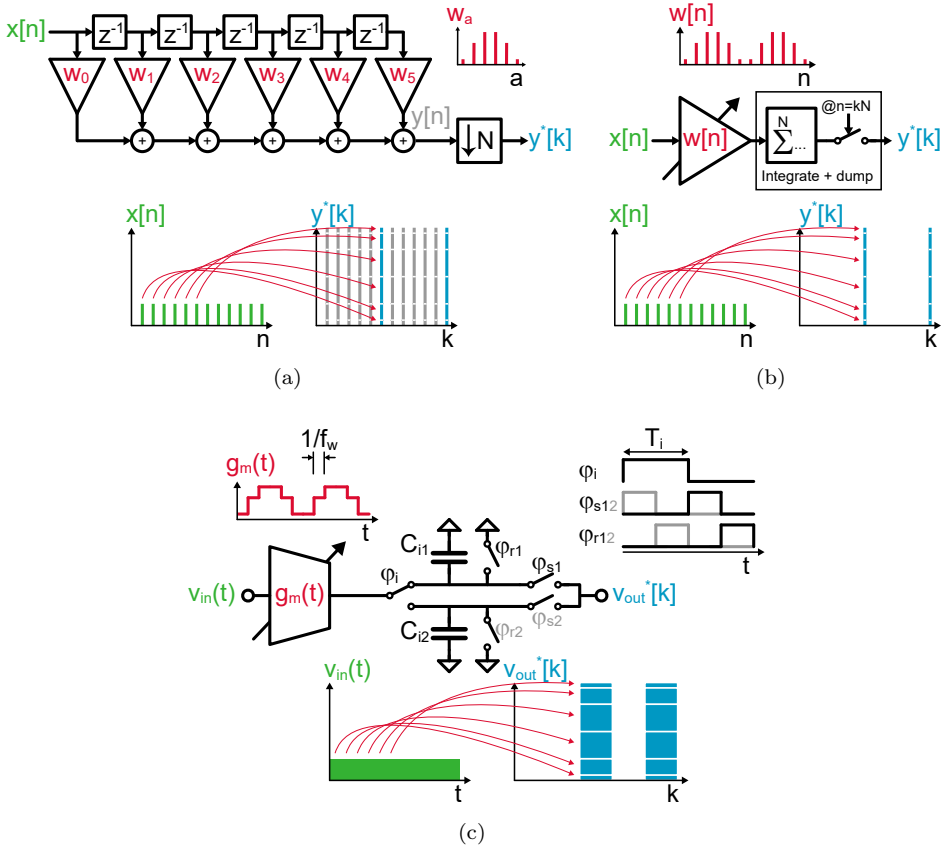 x[n] z⁻¹ z⁻¹ z⁻¹ z⁻¹ z⁻¹
w₀ w₁ w₂ w₃ w₄ w₅
wₐ
a
+ + + + +
y[n]
↓N
y*[k]
x[n]
n
y*[k]
k
(a)
w[n]
n
x[n]
w[n]
N
∑...
@n=kN
Integrate + dump
y*[k]
x[n]
n
y*[k]
k
(b)
1/f_w
g_m(t)
t
v_in(t)
g_m(t)
φ_i
C_i1
φ_r1
φ_s1
C_i2
φ_r2
φ_s2
v_out*[k]
T_i
φ_i
φ_s12
φ_r12
t
v_in(t)
t
v_out*[k]
k
(c)